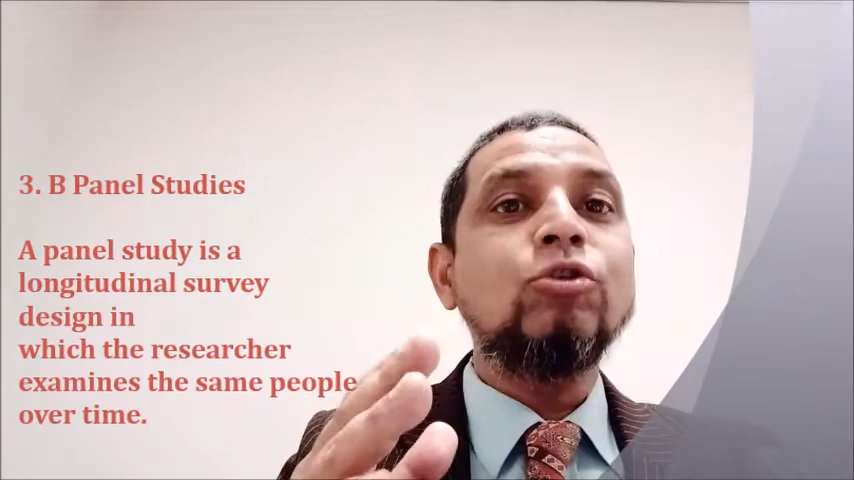 3. B Panel Studies
A panel study is a
longitudinal survey
design in
which the researcher
examines the same people
over time.